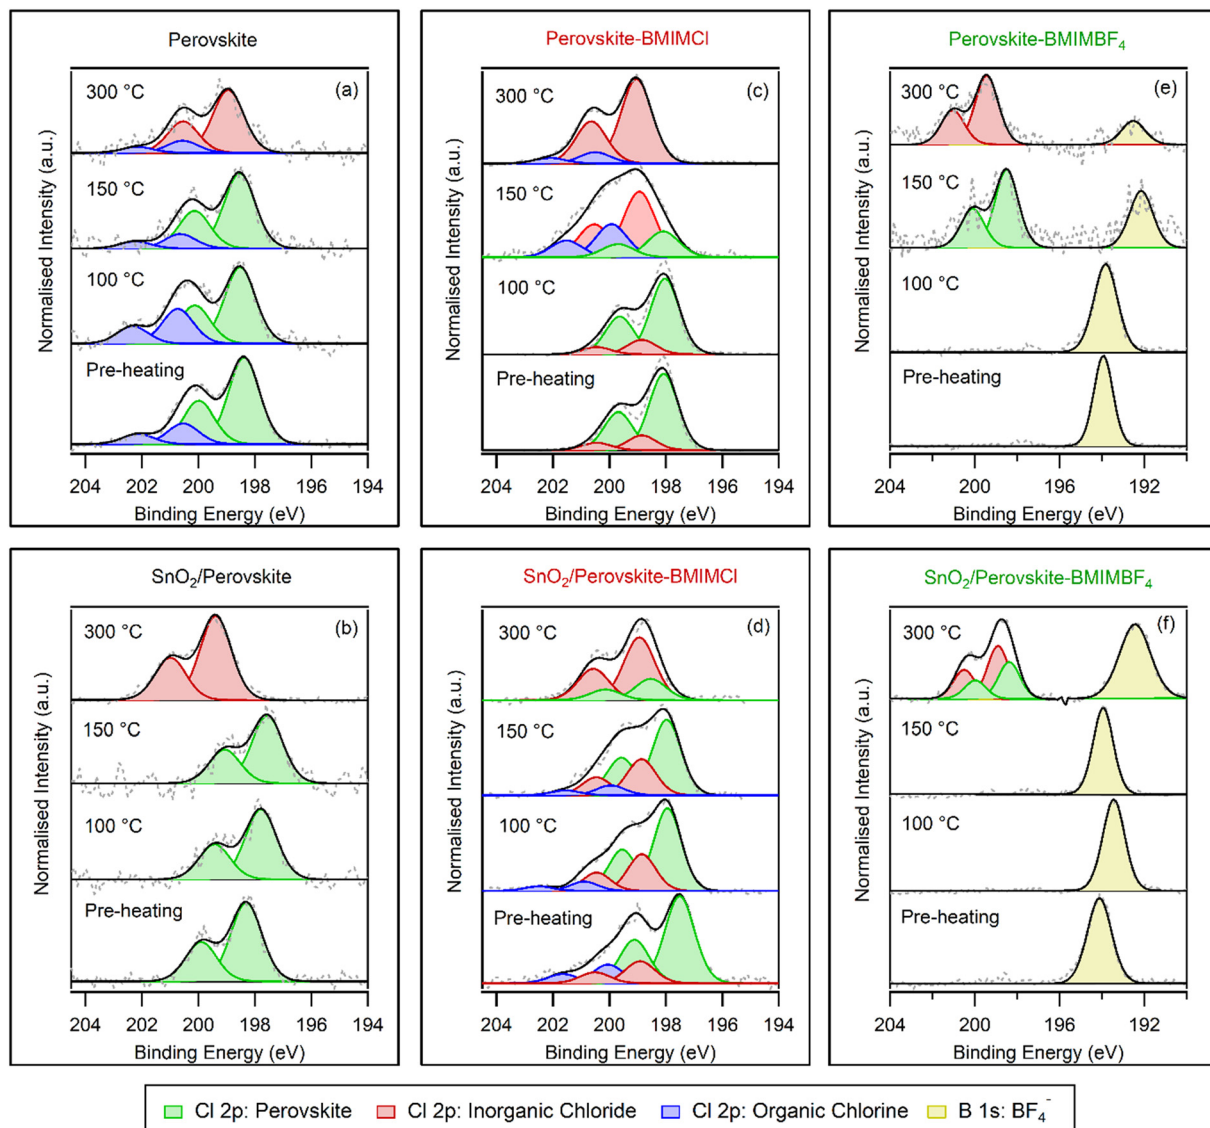 Perovskite
Normalised Intensity (a.u.)
(a)
300 °C
150 °C
100 °C
Pre-heating
204 202 200 198 196 194
Binding Energy (eV)
Perovskite-BMIMCl
Normalised Intensity (a.u.)
(c)
300 °C
150 °C
100 °C
Pre-heating
204 202 200 198 196 194
Binding Energy (eV)
Perovskite-BMIMBF₄
Normalised Intensity (a.u.)
(e)
300 °C
150 °C
100 °C
Pre-heating
204 200 196 192
Binding Energy (eV)
SnO₂/Perovskite
Normalised Intensity (a.u.)
(b)
300 °C
150 °C
100 °C
Pre-heating
204 202 200 198 196 194
Binding Energy (eV)
SnO₂/Perovskite-BMIMCl
Normalised Intensity (a.u.)
(d)
300 °C
150 °C
100 °C
Pre-heating
204 202 200 198 196 194
Binding Energy (eV)
SnO₂/Perovskite-BMIMBF₄
Normalised Intensity (a.u.)
(f)
300 °C
150 °C
100 °C
Pre-heating
204 200 196 192
Binding Energy (eV)
Cl 2p: Perovskite Cl 2p: Inorganic Chloride Cl 2p: Organic Chlorine B 1s: BF₄⁻